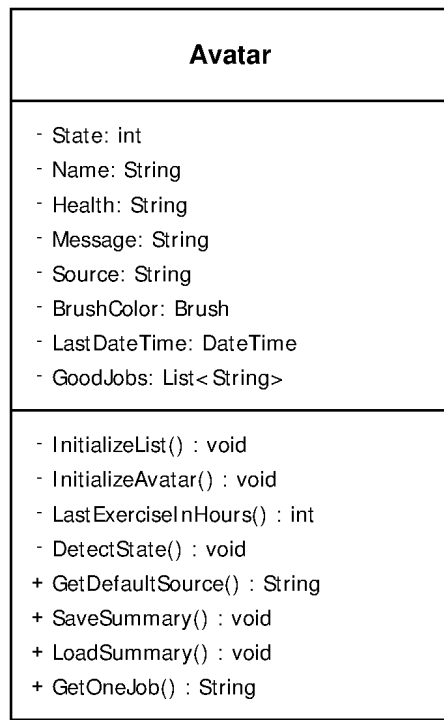 Avatar
- State: int
- Name: String
- Health: String
- Message: String
- Source: String
- BrushColor: Brush
- LastDateTime: DateTime
- GoodJobs: List<String>
- InitializeList() : void
- InitializeAvatar() : void
- LastExerciseInHours() : int
- DetectState() : void
+ GetDefaultSource() : String
+ SaveSummary() : void
+ LoadSummary() : void
+ GetOneJob() : String